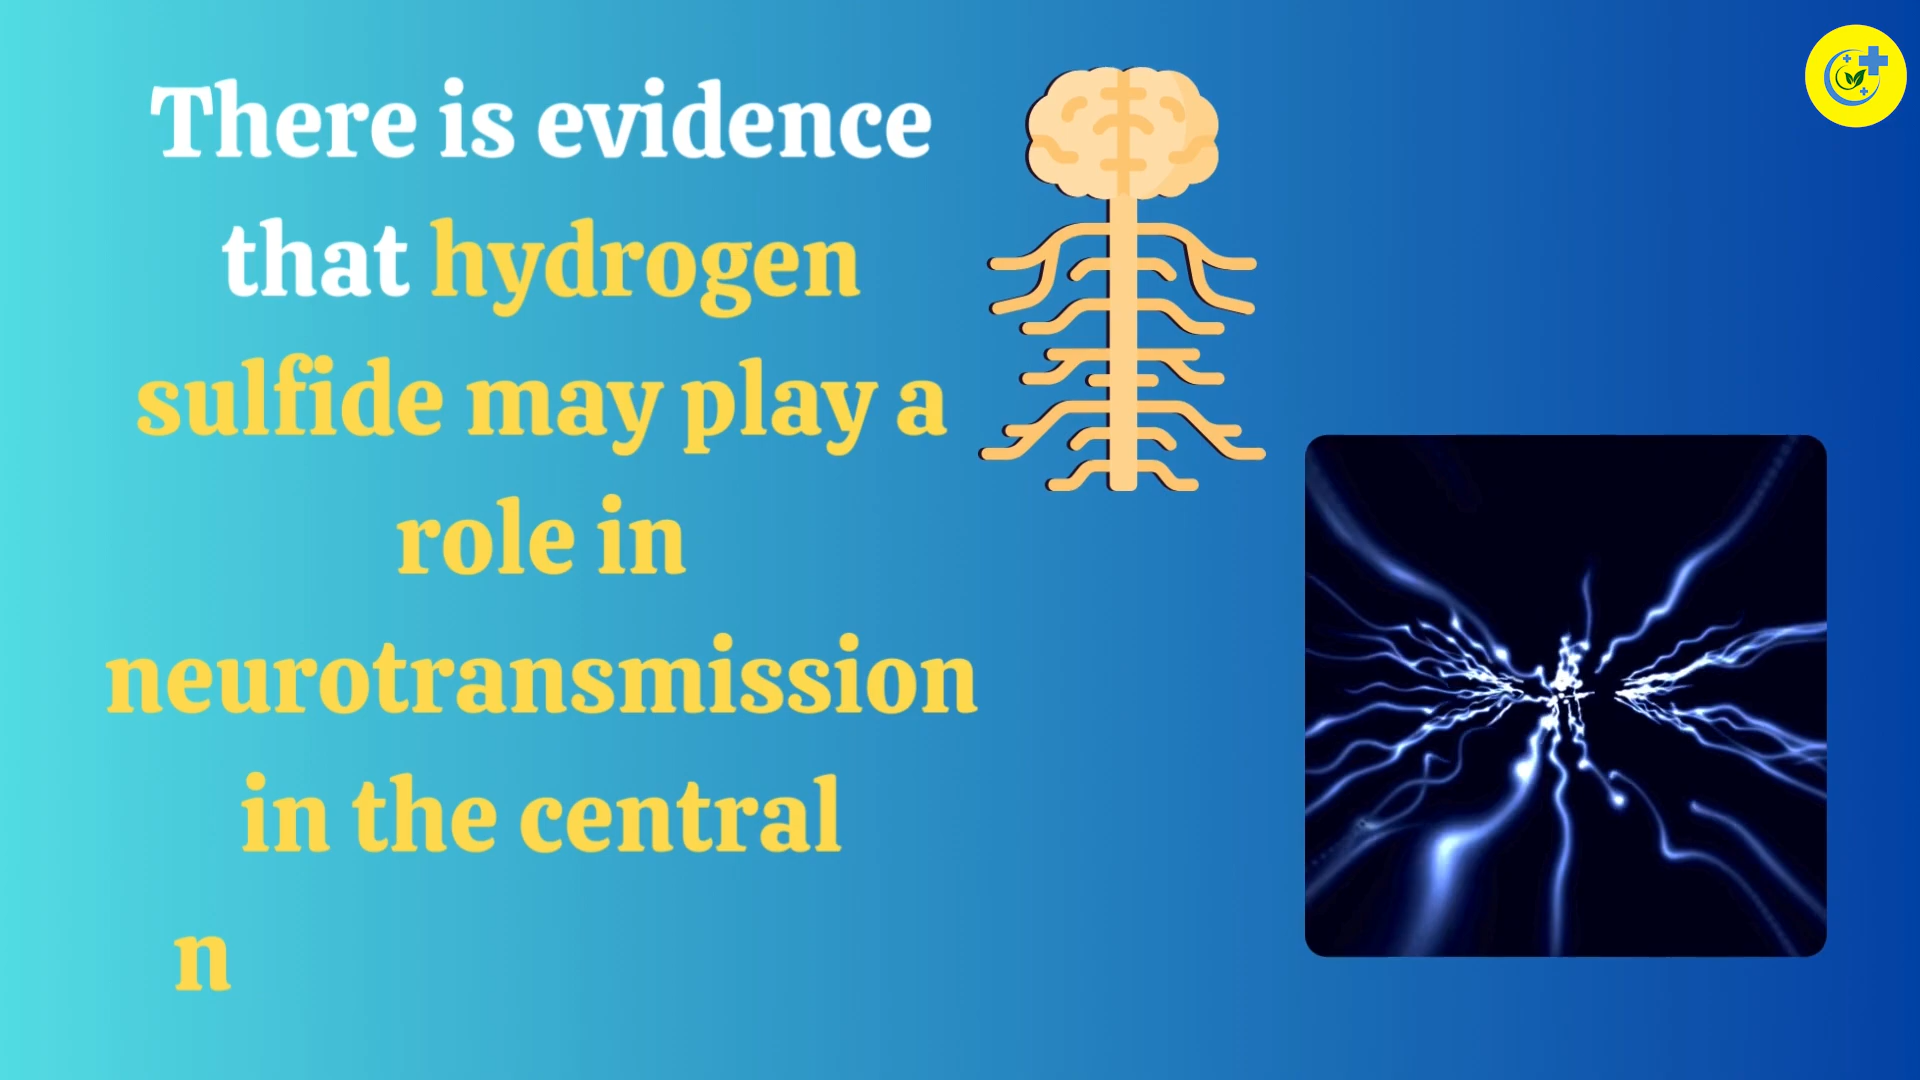 There is evidence
that hydrogen
sulfide may play a
role in
neurotransmission
in the central
n